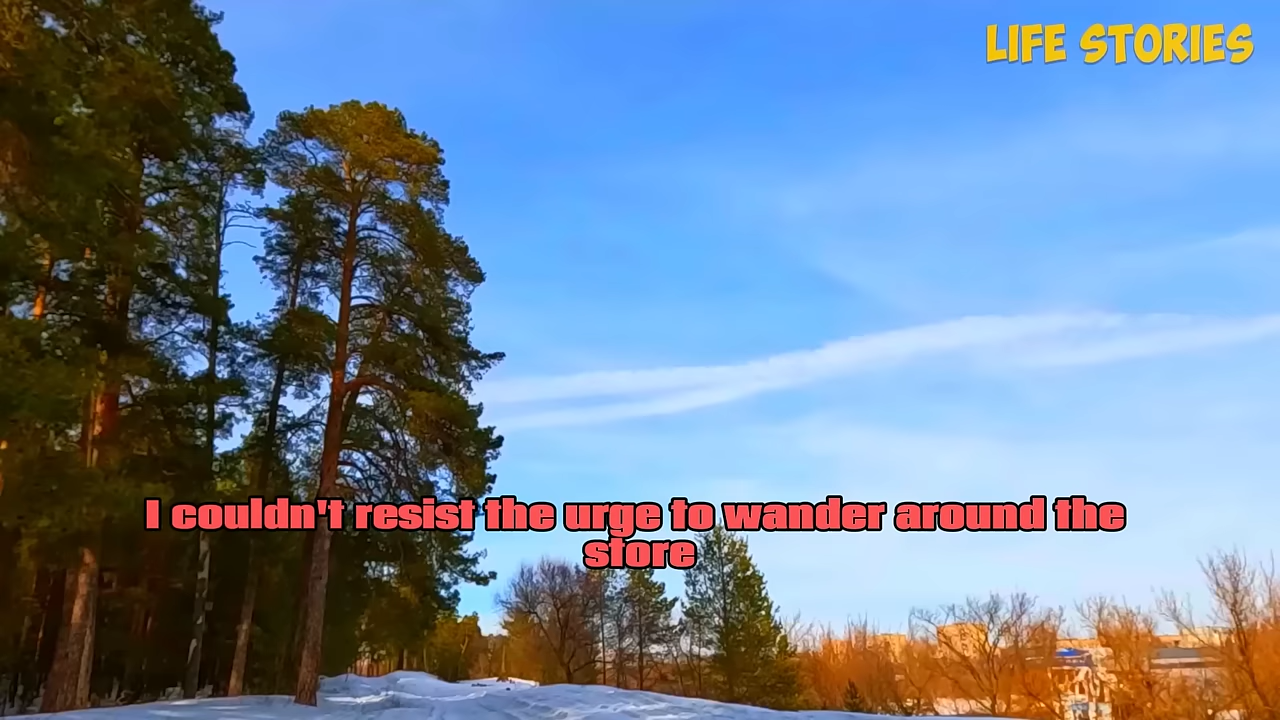 LIFE STORIES
I couldn't resist the urge to wander around the
store